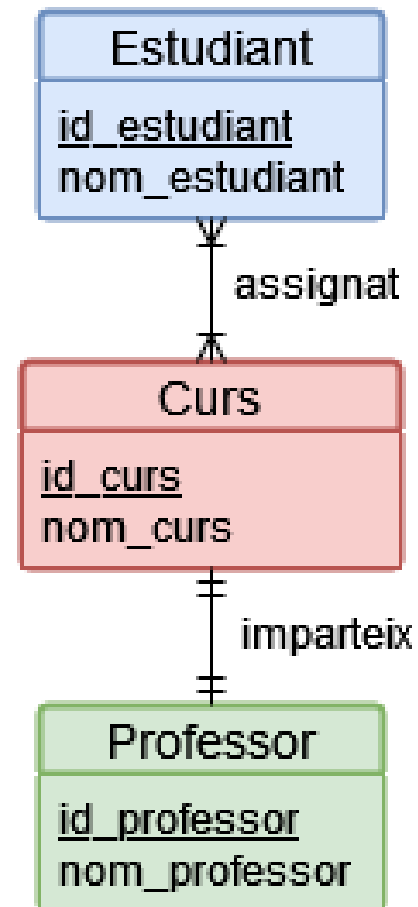 Estudiant
id_estudiant
nom_estudiant
assignat
Curs
id_curs
nom_curs
imparteix
Professor
id_professor
nom_professor